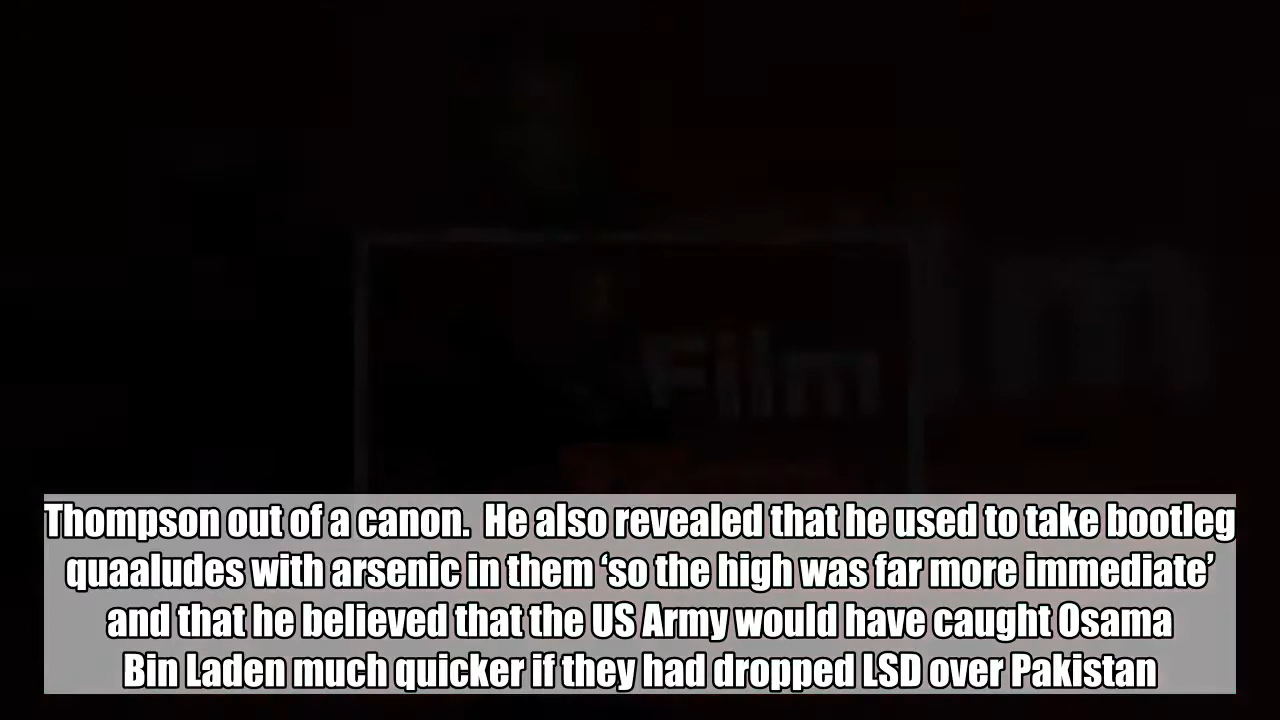 Film
Thompson out of a canon.  He also revealed that he used to take bootleg
quaaludes with arsenic in them ‘so the high was far more immediate’
and that he believed that the US Army would have caught Osama
Bin Laden much quicker if they had dropped LSD over Pakistan